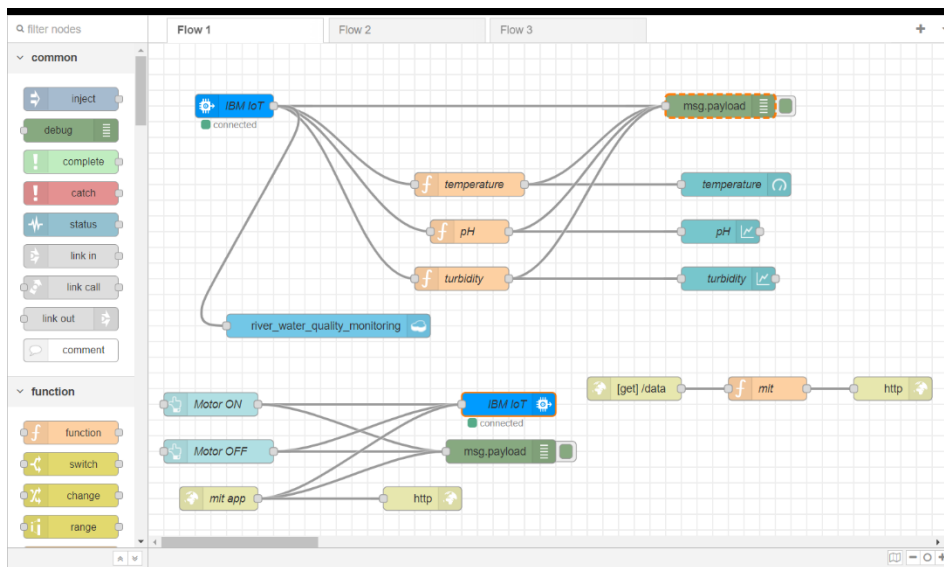 filter nodes
Flow 1
Flow 2
Flow 3
common
inject
debug
complete
catch
status
link in
link call
link out
comment
function
function
switch
change
range
IBM IoT
connected
msg.payload
temperature
temperature
pH
pH
turbidity
turbidity
river_water_quality_monitoring
[get] /data
mit
http
Motor ON
IBM IoT
connected
Motor OFF
msg.payload
mit app
http